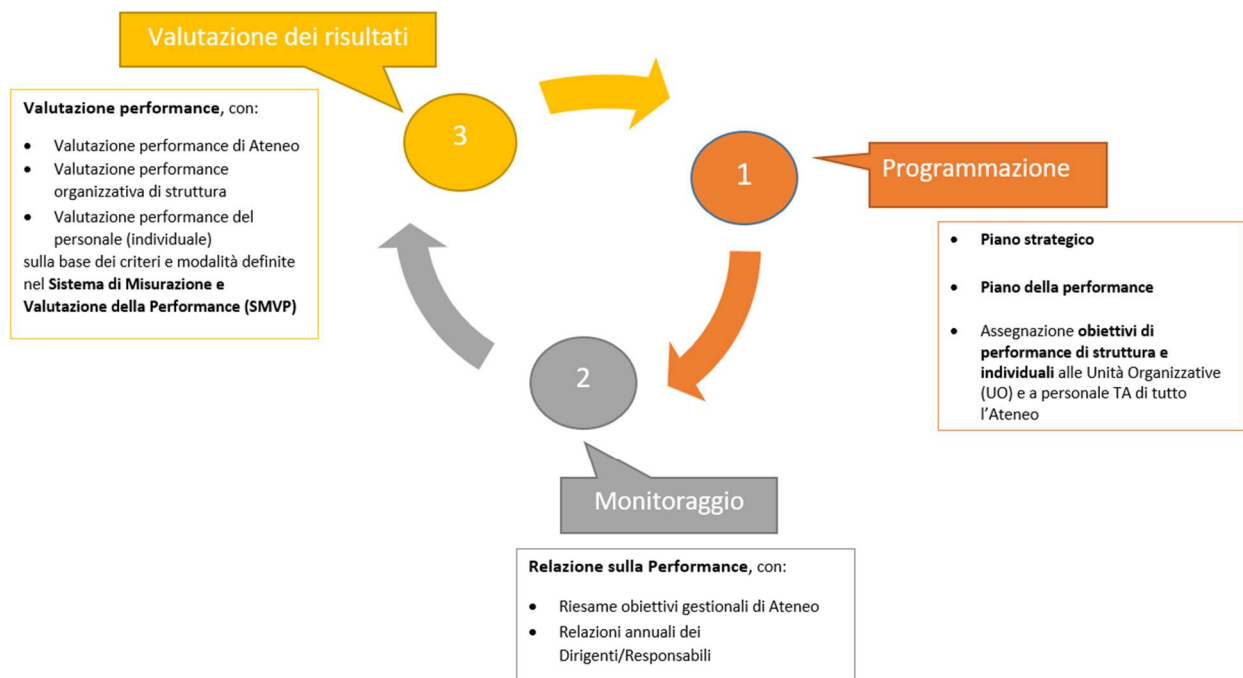 Valutazione dei risultati
3
Valutazione performance, con:
• Valutazione performance di Ateneo
• Valutazione performance
organizzativa di struttura
• Valutazione performance del
personale (individuale)
sulla base dei criteri e modalità definite
nel Sistema di Misurazione e
Valutazione della Performance (SMVP)
1
Programmazione
• Piano strategico
• Piano della performance
• Assegnazione obiettivi di
performance di struttura e
individuali alle Unità Organizzative
(UO) e a personale TA di tutto
l’Ateneo
2
Monitoraggio
Relazione sulla Performance, con:
• Riesame obiettivi gestionali di Ateneo
• Relazioni annuali dei
Dirigenti/Responsabili